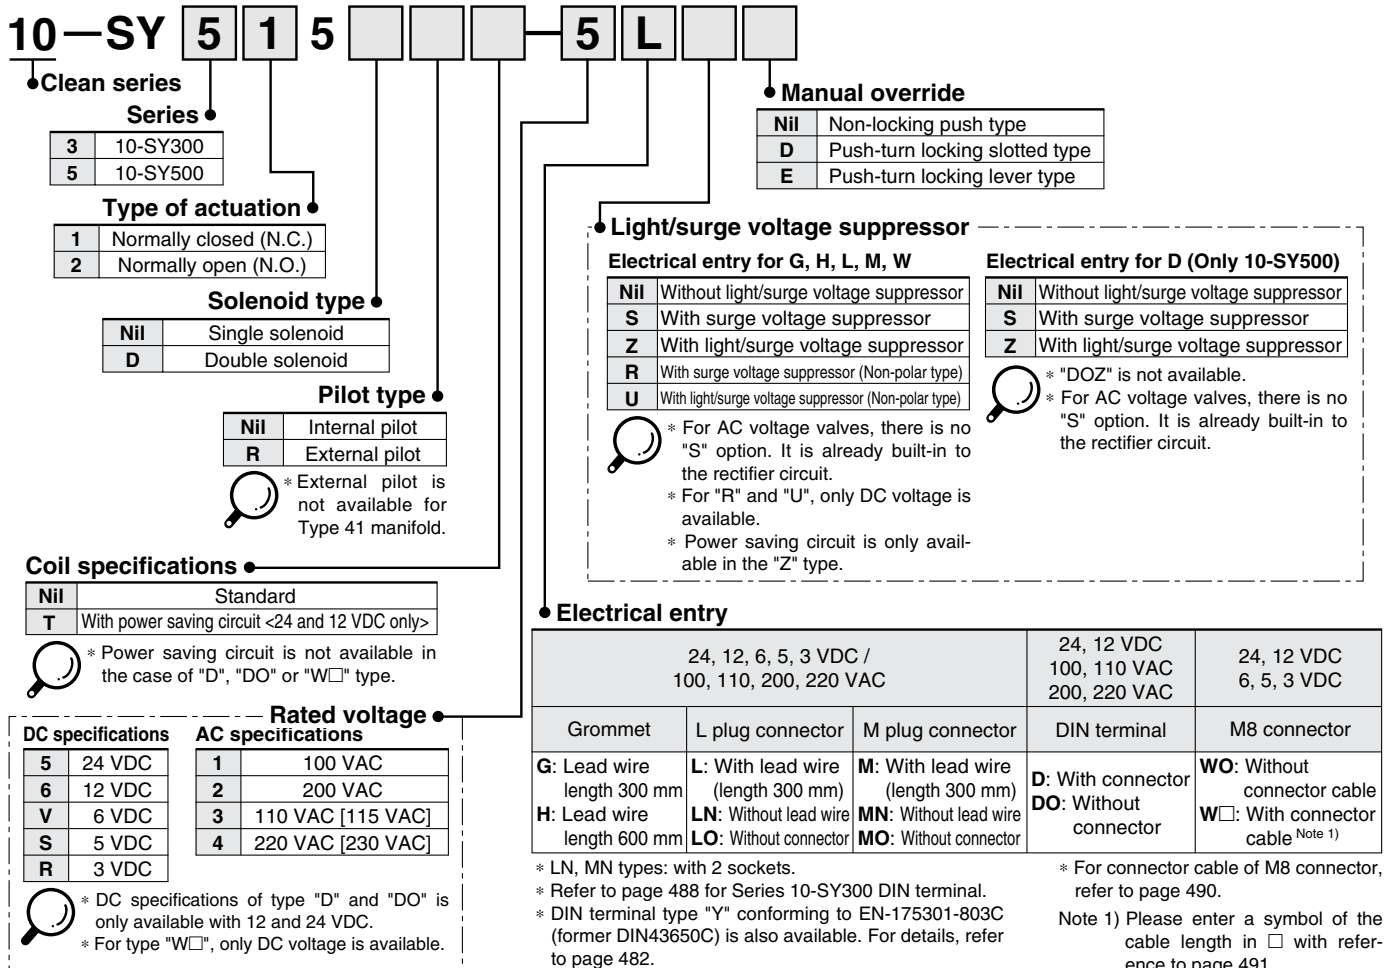 10－SY 5 1 5 □ □ □－5 L □ □
Clean series
Series
3 10-SY300
5 10-SY500
Type of actuation
1 Normally closed (N.C.)
2 Normally open (N.O.)
Solenoid type
Nil Single solenoid
D Double solenoid
Pilot type
Nil Internal pilot
R External pilot
* External pilot is
not available for
Type 41 manifold.
Coil specifications
Nil Standard
T With power saving circuit <24 and 12 VDC only>
* Power saving circuit is not available in
the case of "D", "DO" or "W□" type.
Rated voltage
DC specifications
5 24 VDC
6 12 VDC
V 6 VDC
S 5 VDC
R 3 VDC
AC specifications
1 100 VAC
2 200 VAC
3 110 VAC [115 VAC]
4 220 VAC [230 VAC]
* DC specifications of type "D" and "DO" is
only available with 12 and 24 VDC.
* For type "W□", only DC voltage is available.
Manual override
Nil Non-locking push type
D Push-turn locking slotted type
E Push-turn locking lever type
Light/surge voltage suppressor
Electrical entry for G, H, L, M, W
Nil Without light/surge voltage suppressor
S With surge voltage suppressor
Z With light/surge voltage suppressor
R With surge voltage suppressor (Non-polar type)
U With light/surge voltage suppressor (Non-polar type)
* For AC voltage valves, there is no
"S" option. It is already built-in to
the rectifier circuit.
* For "R" and "U", only DC voltage is
available.
* Power saving circuit is only avail-
able in the "Z" type.
Electrical entry for D (Only 10-SY500)
Nil Without light/surge voltage suppressor
S With surge voltage suppressor
Z With light/surge voltage suppressor
* "DOZ" is not available.
* For AC voltage valves, there is no
"S" option. It is already built-in to
the rectifier circuit.
Electrical entry
24, 12, 6, 5, 3 VDC /
100, 110, 200, 220 VAC
24, 12 VDC
100, 110 VAC
200, 220 VAC
24, 12 VDC
6, 5, 3 VDC
Grommet L plug connector M plug connector DIN terminal M8 connector
G: Lead wire
length 300 mm
H: Lead wire
length 600 mm
L: With lead wire
(length 300 mm)
LN: Without lead wire
LO: Without connector
M: With lead wire
(length 300 mm)
MN: Without lead wire
MO: Without connector
D: With connector
DO: Without
connector
WO: Without
connector cable
W□: With connector
cable Note 1)
* LN, MN types: with 2 sockets.
* Refer to page 488 for Series 10-SY300 DIN terminal.
* DIN terminal type "Y" conforming to EN-175301-803C
(former DIN43650C) is also available. For details, refer
to page 482.
* For connector cable of M8 connector,
refer to page 490.
Note 1) Please enter a symbol of the
cable length in □ with refer-
ence to page 491.